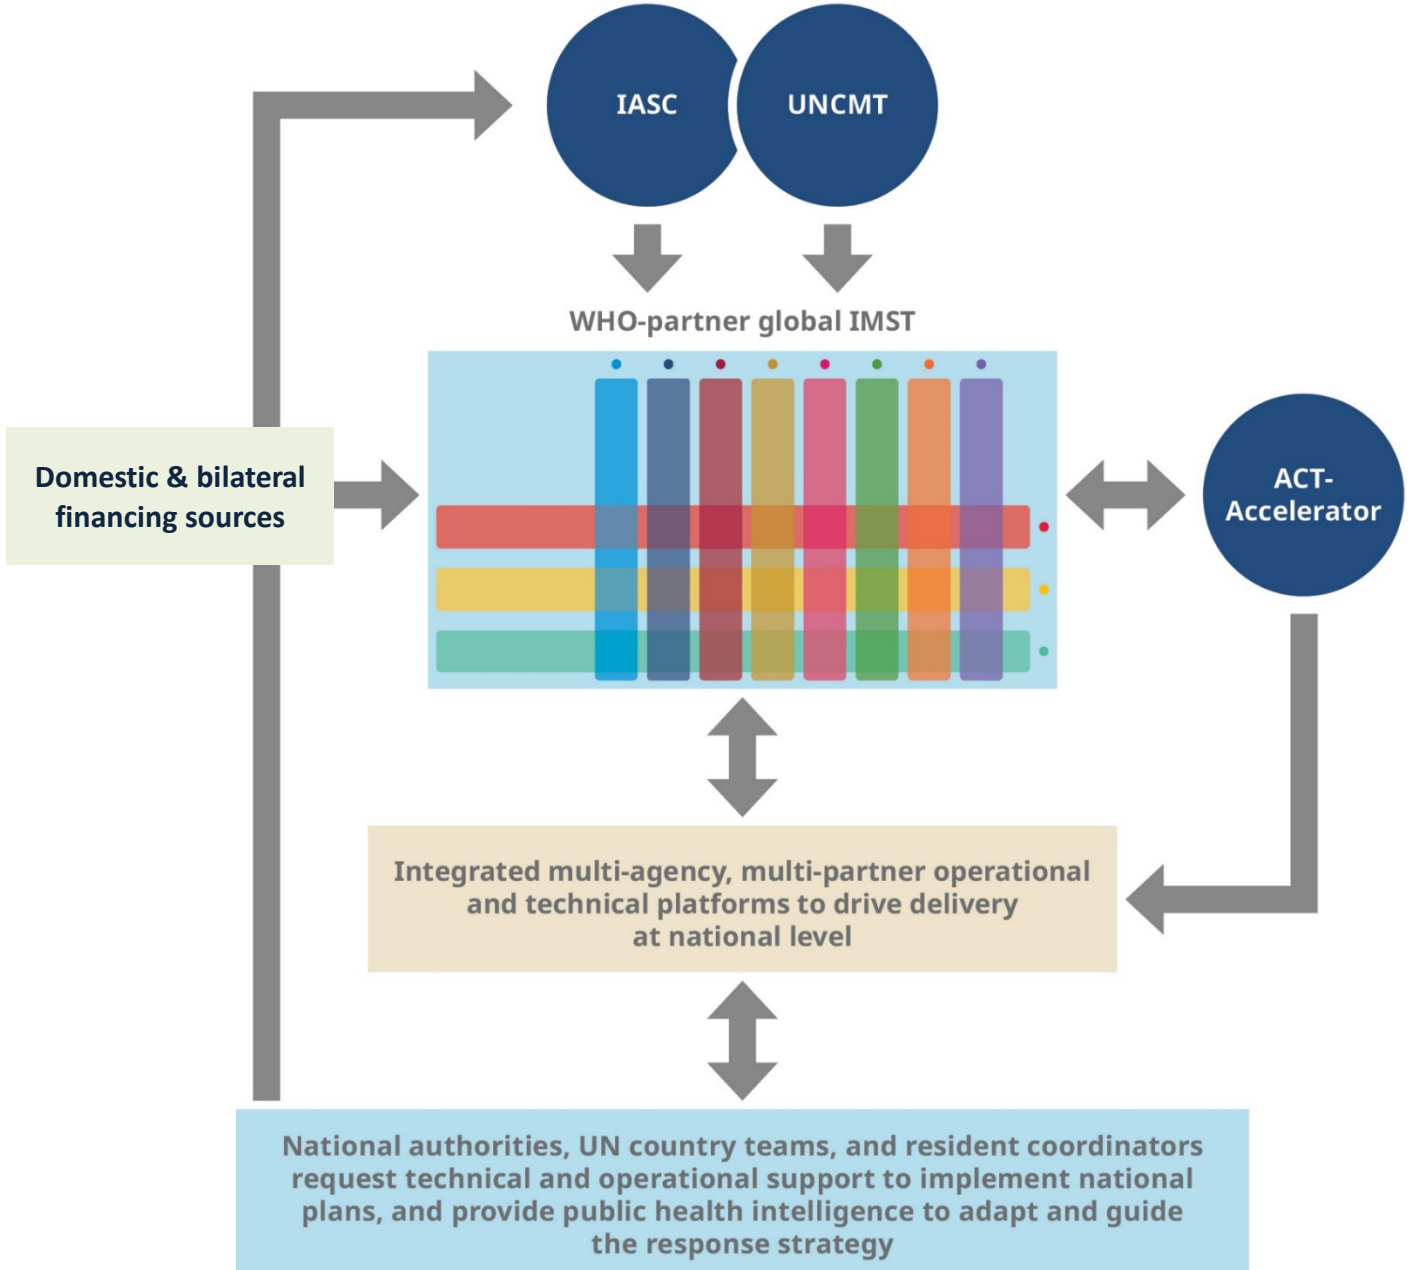 IASC
UNCMT
WHO-partner global IMST
Domestic & bilateral
financing sources
ACT-
Accelerator
Integrated multi-agency, multi-partner operational
and technical platforms to drive delivery
at national level
National authorities, UN country teams, and resident coordinators
request technical and operational support to implement national
plans, and provide public health intelligence to adapt and guide
the response strategy